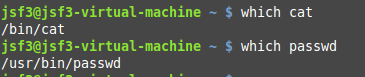 jsf3@jsf3-virtual-machine ~ $ which cat
/bin/cat
jsf3@jsf3-virtual-machine ~ $ which passwd
/usr/bin/passwd